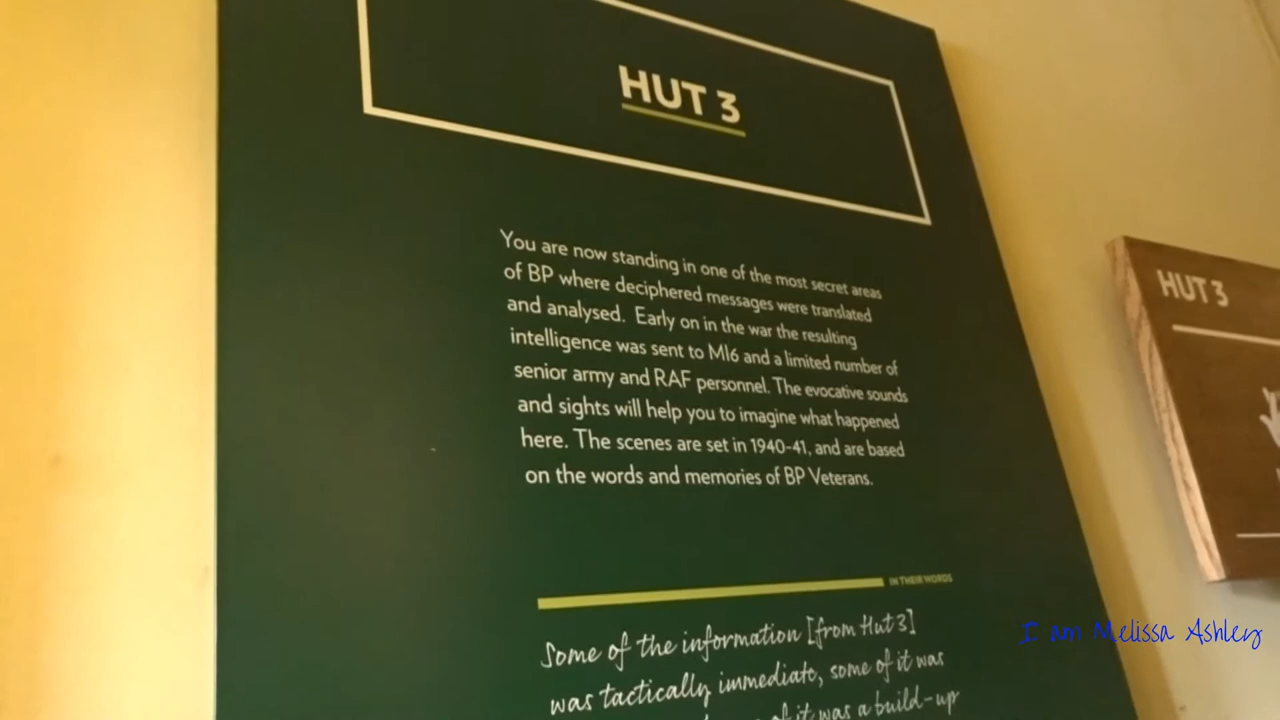 HUT 3
You are now standing in one of the most secret areas
of BP where deciphered messages were translated
and analysed. Early on in the war the resulting
intelligence was sent to MI6 and a limited number of
senior army and RAF personnel. The evocative sounds
and sights will help you to imagine what happened
here. The scenes are set in 1940-41, and are based
on the words and memories of BP Veterans.
IN THEIR WORDS
Some of the information [from Hut 3]
was tactically immediate, some of it was
of it was a build-up
HUT 3
I am Melissa Ashley